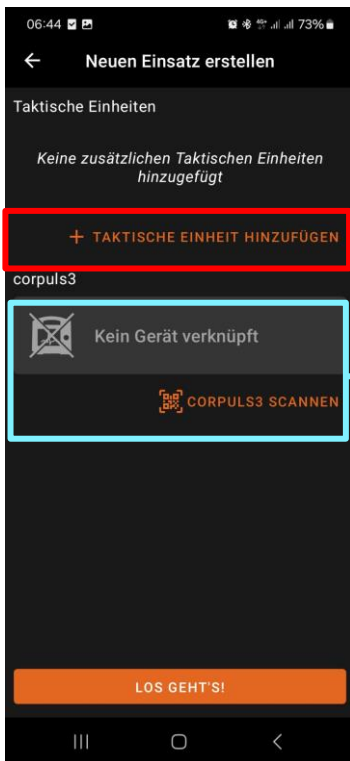 06:44 73%
Neuen Einsatz erstellen
Taktische Einheiten
Keine zusätzlichen Taktischen Einheiten
hinzugefügt
+ TAKTISCHE EINHEIT HINZUFÜGEN
corpuls3
Kein Gerät verknüpft
CORPULS3 SCANNEN
LOS GEHT'S!